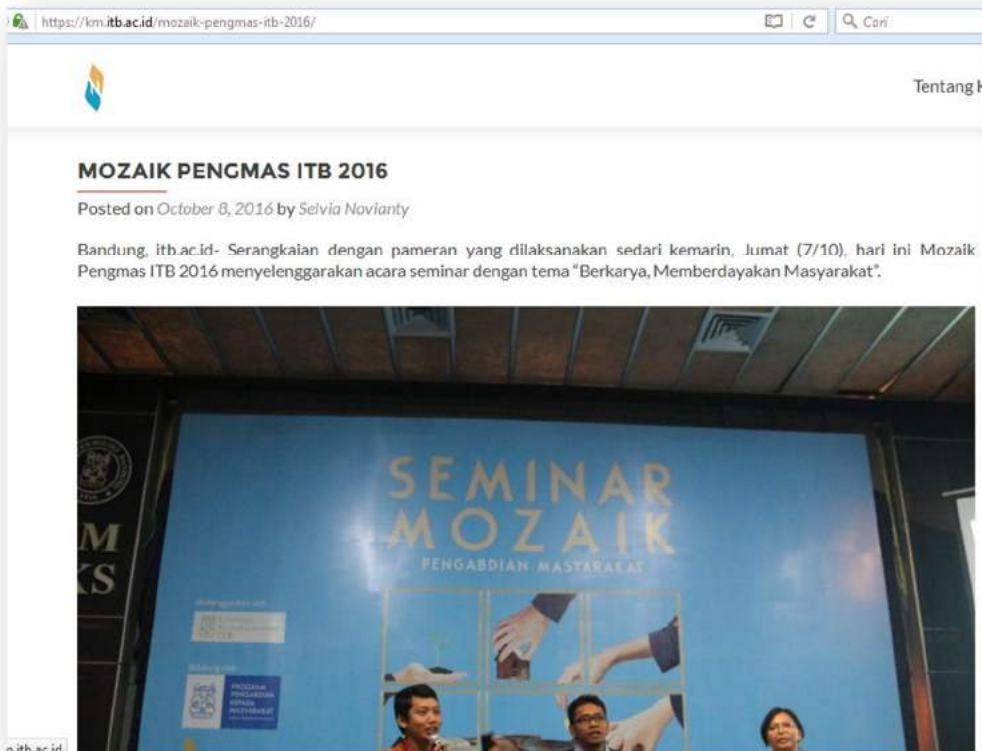 https://km.itb.ac.id/mozaik-pengmas-itb-2016/
Cari
Tentang K
MOZAIK PENGMAS ITB 2016
Posted on October 8, 2016 by Selvia Novianty
Bandung, itb.ac.id- Serangkaian dengan pameran yang dilaksanakan sedari kemarin, Jumat (7/10), hari ini Mozaik
Pengmas ITB 2016 menyelenggarakan acara seminar dengan tema "Berkarya, Memberdayakan Masyarakat".
SEMINAR
MOZAIK
PENGABDIAN MASYARAKAT
M
KS
PROGRAM
PENGABDIAN
KEPADA
MASYARAKAT
itb.ac.id